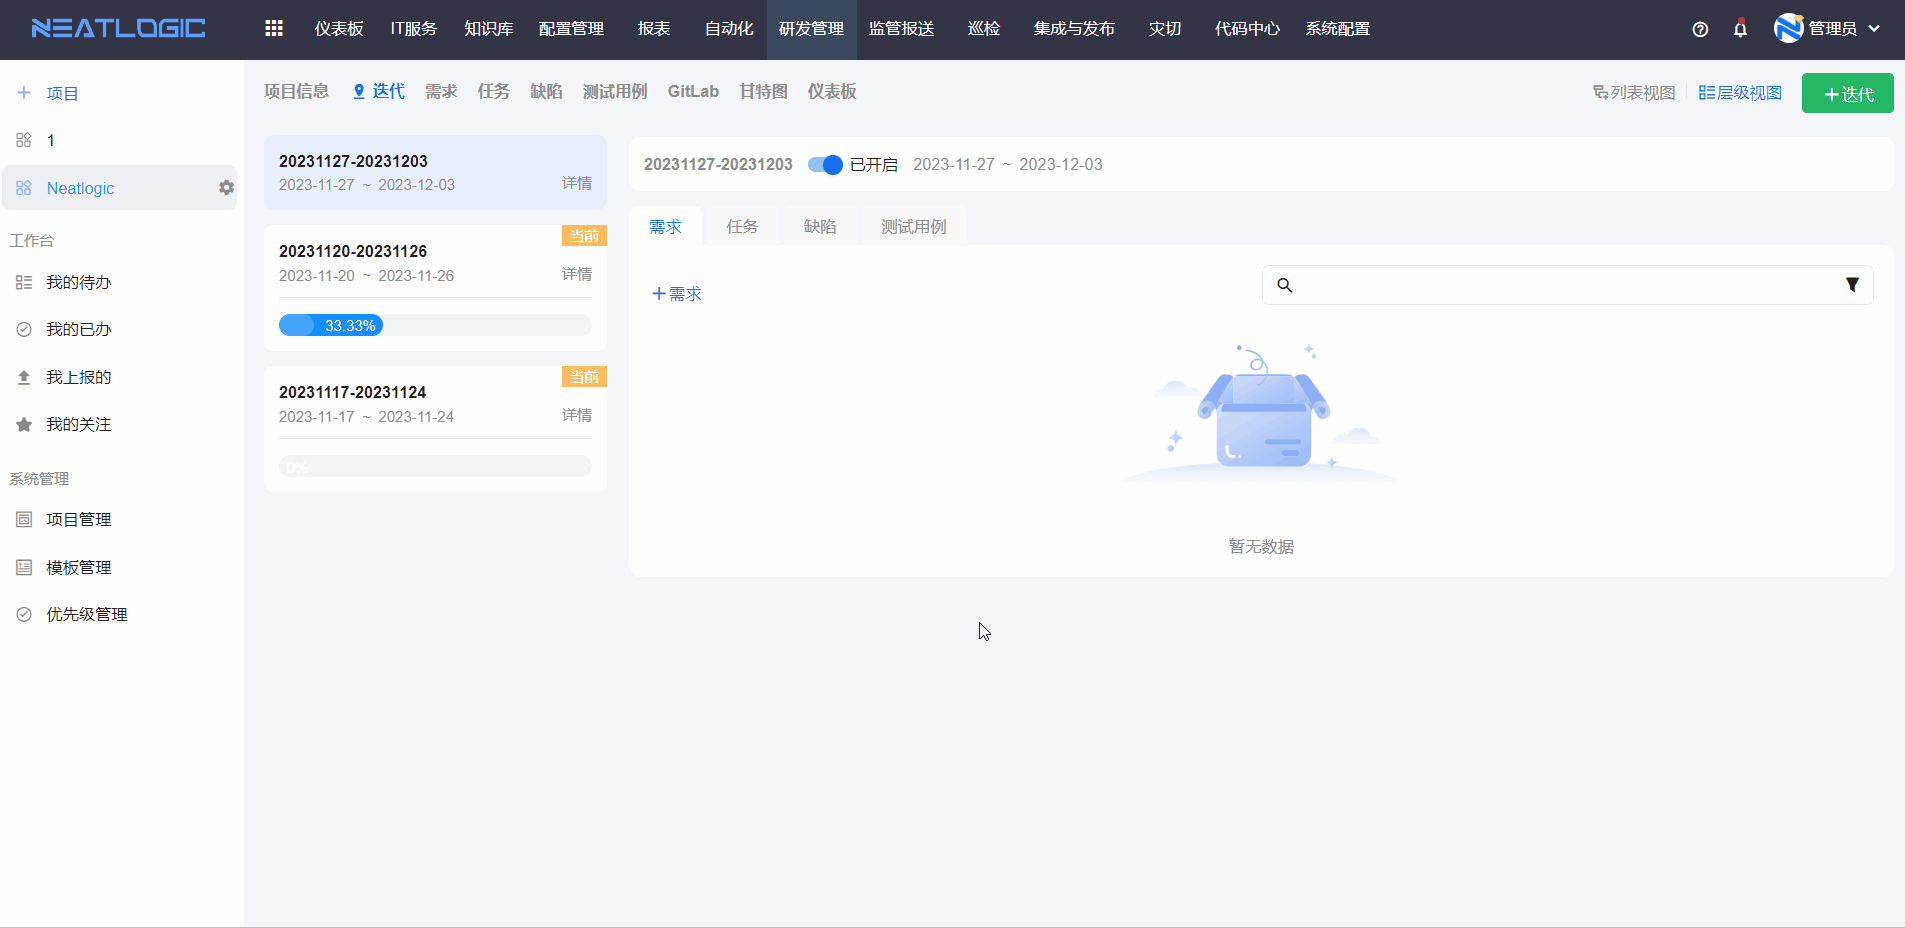 NEATLOGIC
仪表板 IT服务 知识库 配置管理 报表 自动化 研发管理 监管报送 巡检 集成与发布 灾切 代码中心 系统配置
管理员
项目
1
Neatlogic
工作台
我的待办
我的已办
我上报的
我的关注
系统管理
项目管理
模板管理
优先级管理
项目信息 迭代 需求 任务 缺陷 测试用例 GitLab 甘特图 仪表板
列表视图 层级视图 +迭代
20231127-20231203
2023-11-27 ~ 2023-12-03 详情
当前
20231120-20231126
2023-11-20 ~ 2023-11-26 详情
33.33%
当前
20231117-20231124
2023-11-17 ~ 2023-11-24 详情
0%
20231127-20231203 已开启 2023-11-27 ~ 2023-12-03
需求 任务 缺陷 测试用例
+需求
暂无数据